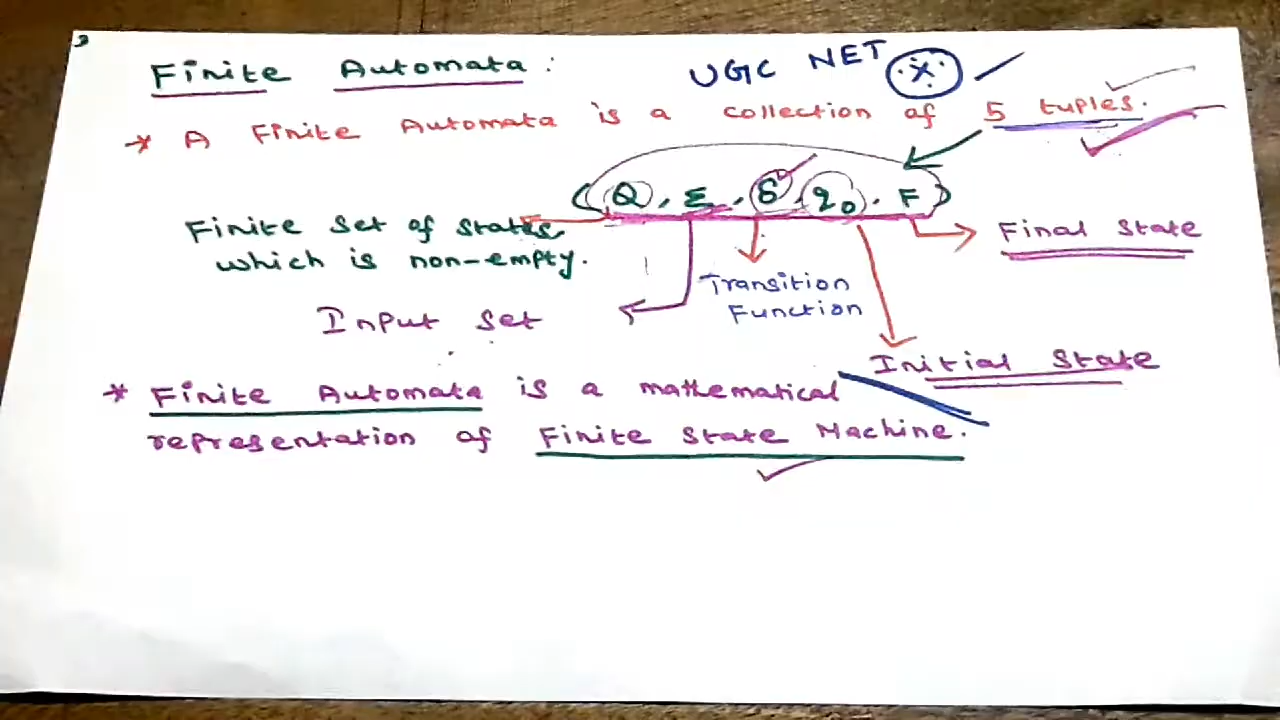 Finite Automata : UGC NET
* A Finite Automata is a collection of 5 tuples.
(Q, Σ, δ, q0, F)
Finite set of states
which is non-empty.
Final State
Transition
Function
Input set
Initial State
* Finite Automata is a mathematical
representation of Finite State Machine.